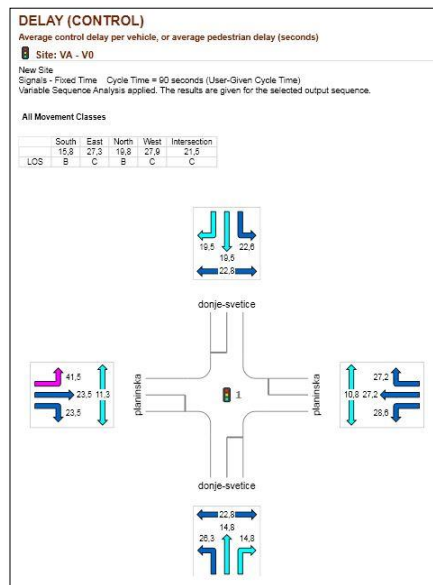 DELAY (CONTROL)
Average control delay per vehicle, or average pedestrian delay (seconds)
Site: VA - V0
New Site
Signals - Fixed Time Cycle Time = 90 seconds (User-Given Cycle Time)
Variable Sequence Analysis applied. The results are given for the selected output sequence.
All Movement Classes
South East North West Intersection
15,8 27,3 19,8 27,9 21,5
LOS B C B C C
19,5 22,6
19,5
22,8
donje-svetice
41,5
23,5 11,3
23,5
planinska
1
planinska
27,2
10,8 27,2
28,6
donje-svetice
22,8
14,8
26,3 14,8